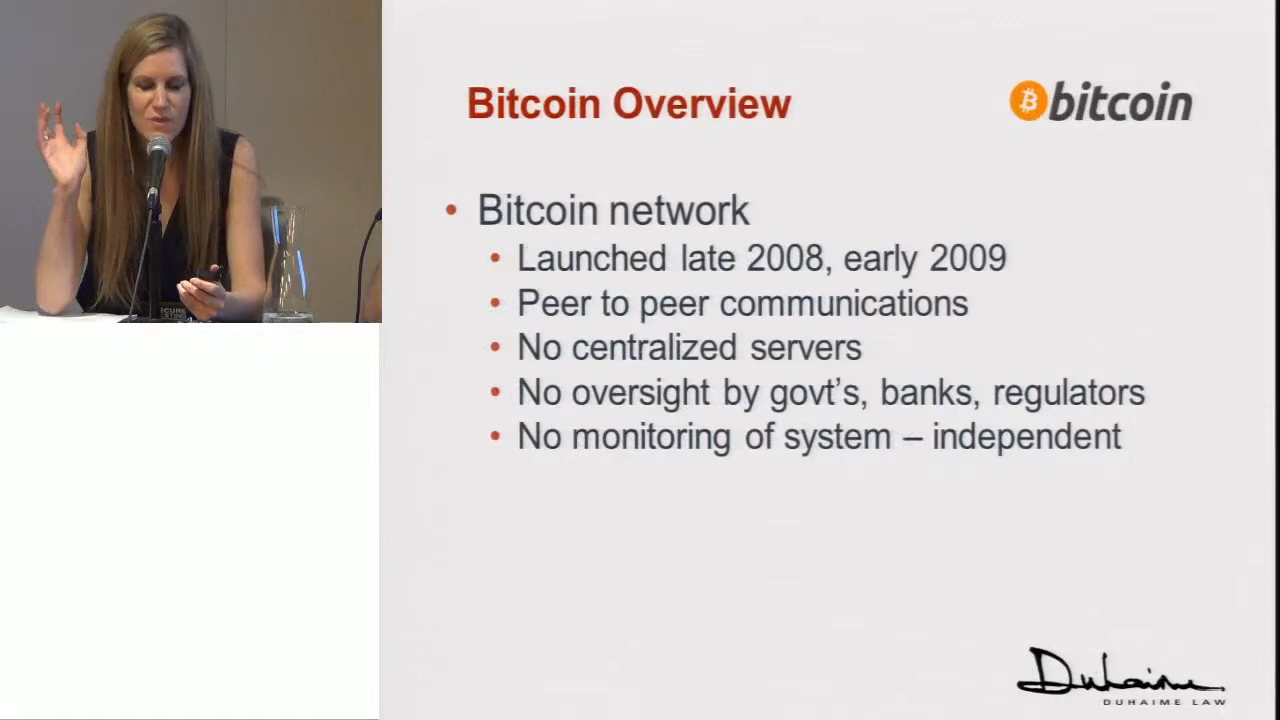 Bitcoin Overview
bitcoin
• Bitcoin network
• Launched late 2008, early 2009
• Peer to peer communications
• No centralized servers
• No oversight by govt’s, banks, regulators
• No monitoring of system – independent
Duhaime
DUHAIME LAW